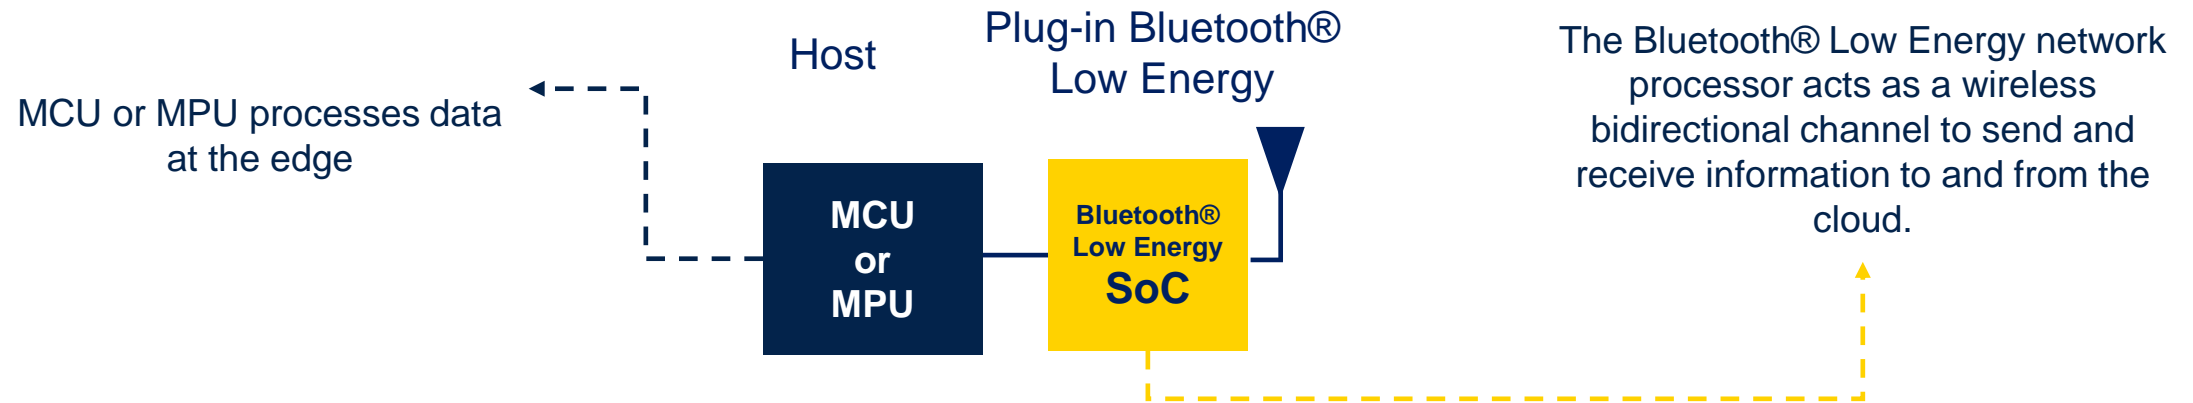 MCU or MPU processes data
at the edge
Host
MCU
or
MPU
Plug-in Bluetooth®
Low Energy
Bluetooth®
Low Energy
SoC
The Bluetooth® Low Energy network
processor acts as a wireless
bidirectional channel to send and
receive information to and from the
cloud.